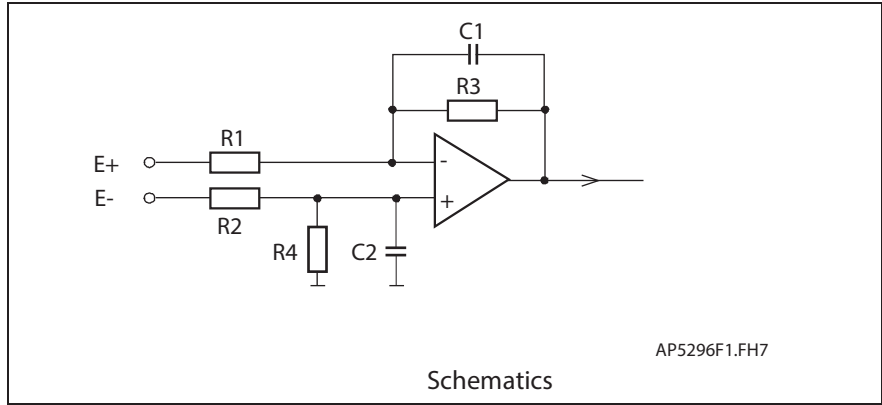 C1
R3
R1
E+
-
E-
+
R2
R4
C2
AP5296F1.FH7
Schematics